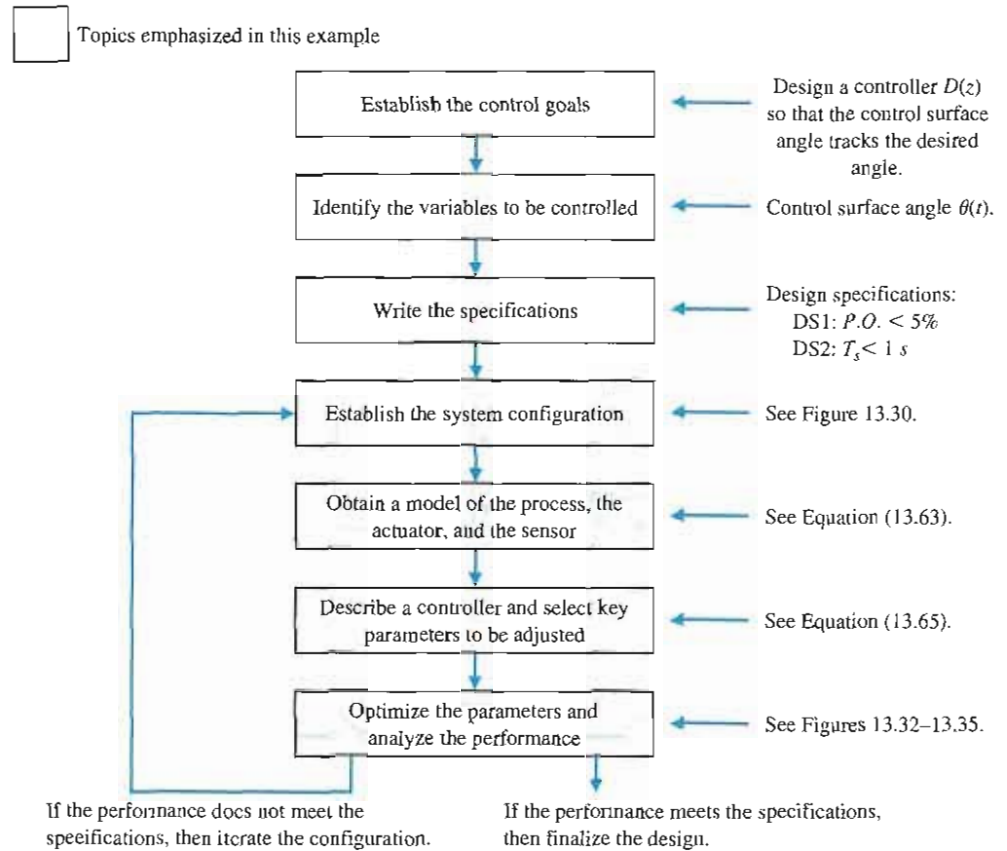 Topics emphasized in this example
Establish the control goals
Design a controller D(z)
so that the control surface
angle tracks the desired
angle.
Identify the variables to be controlled
Control surface angle θ(t).
Write the specifications
Design specifications:
DS1: P.O. < 5%
DS2: Ts < 1 s
Establish the system configuration
See Figure 13.30.
Obtain a model of the process, the
actuator, and the sensor
See Equation (13.63).
Describe a controller and select key
parameters to be adjusted
See Equation (13.65).
Optimize the parameters and
analyze the performance
See Figures 13.32–13.35.
If the performance does not meet the
specifications, then iterate the configuration.
If the performance meets the specifications,
then finalize the design.